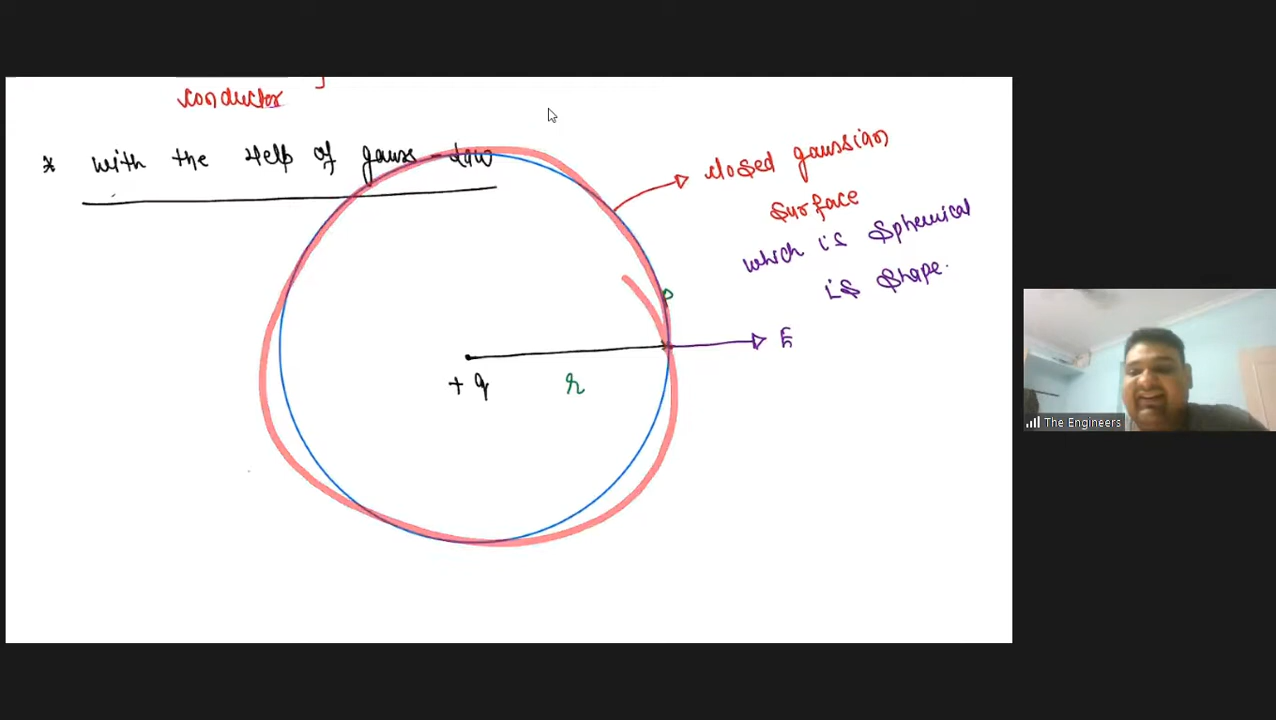 conductor
* with the Help of gauss - Law
closed gaussian
surface
which is Spherical
is shape.
P
E
+ q
r
The Engineers